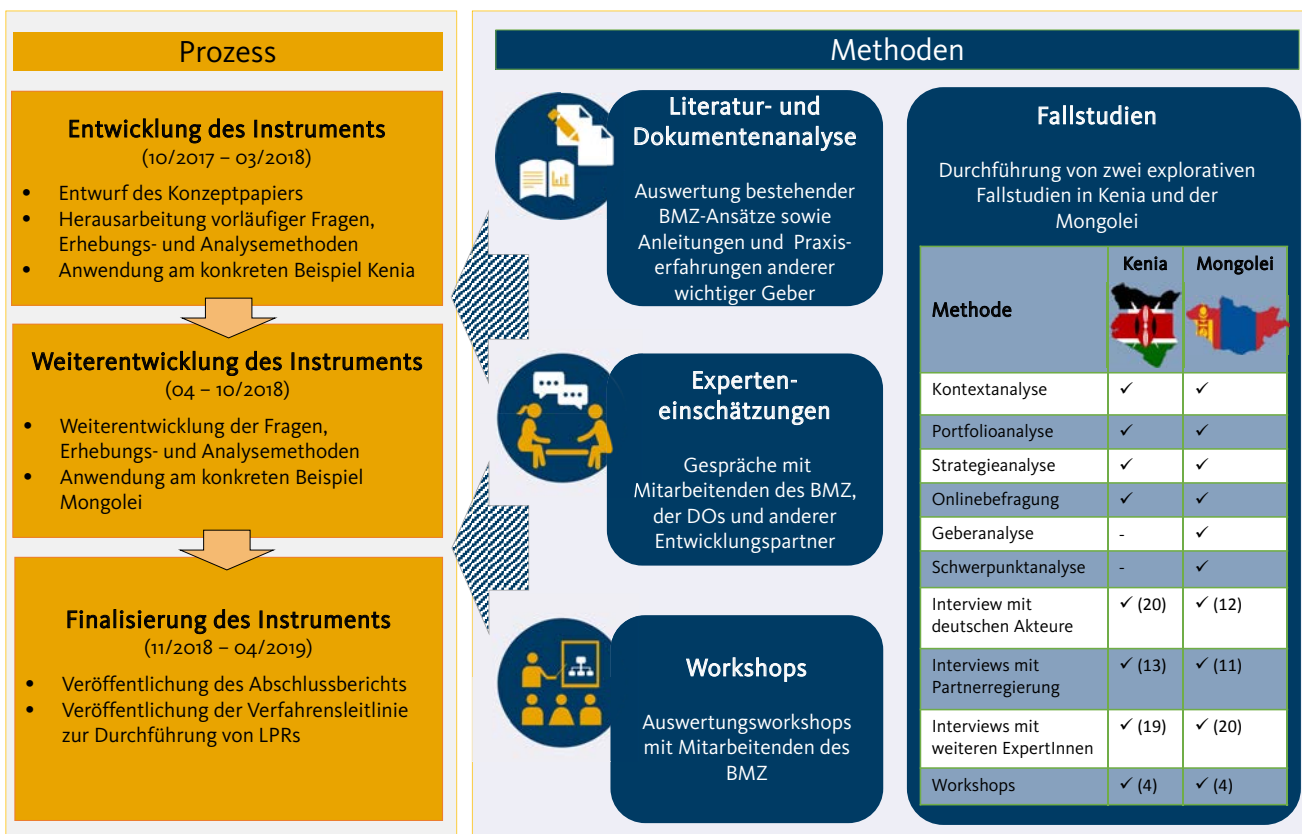 Prozess
Entwicklung des Instruments
(10/2017 – 03/2018)
• Entwurf des Konzeptpapiers
• Herausarbeitung vorläufiger Fragen,
Erhebungs- und Analysemethoden
• Anwendung am konkreten Beispiel Kenia
Weiterentwicklung des Instruments
(04 – 10/2018)
• Weiterentwicklung der Fragen,
Erhebungs- und Analysemethoden
• Anwendung am konkreten Beispiel
Mongolei
Finalisierung des Instruments
(11/2018 – 04/2019)
• Veröffentlichung des Abschlussberichts
• Veröffentlichung der Verfahrensleitlinie
zur Durchführung von LPRs
Methoden
Literatur- und
Dokumentenanalyse
Auswertung bestehender
BMZ-Ansätze sowie
Anleitungen und Praxis-
erfahrungen anderer
wichtiger Geber
Experten-
einschätzungen
Gespräche mit
Mitarbeitenden des BMZ,
der DOs und anderer
Entwicklungspartner
Workshops
Auswertungsworkshops
mit Mitarbeitenden des
BMZ
Fallstudien
Durchführung von zwei explorativen
Fallstudien in Kenia und der
Mongolei
Methode Kenia Mongolei
Kontextanalyse ✓ ✓
Portfolioanalyse ✓ ✓
Strategieanalyse ✓ ✓
Onlinebefragung ✓ ✓
Geberanalyse - ✓
Schwerpunktanalyse - ✓
Interview mit
deutschen Akteure ✓ (20) ✓ (12)
Interviews mit
Partnerregierung ✓ (13) ✓ (11)
Interviews mit
weiteren ExpertInnen ✓ (19) ✓ (20)
Workshops ✓ (4) ✓ (4)